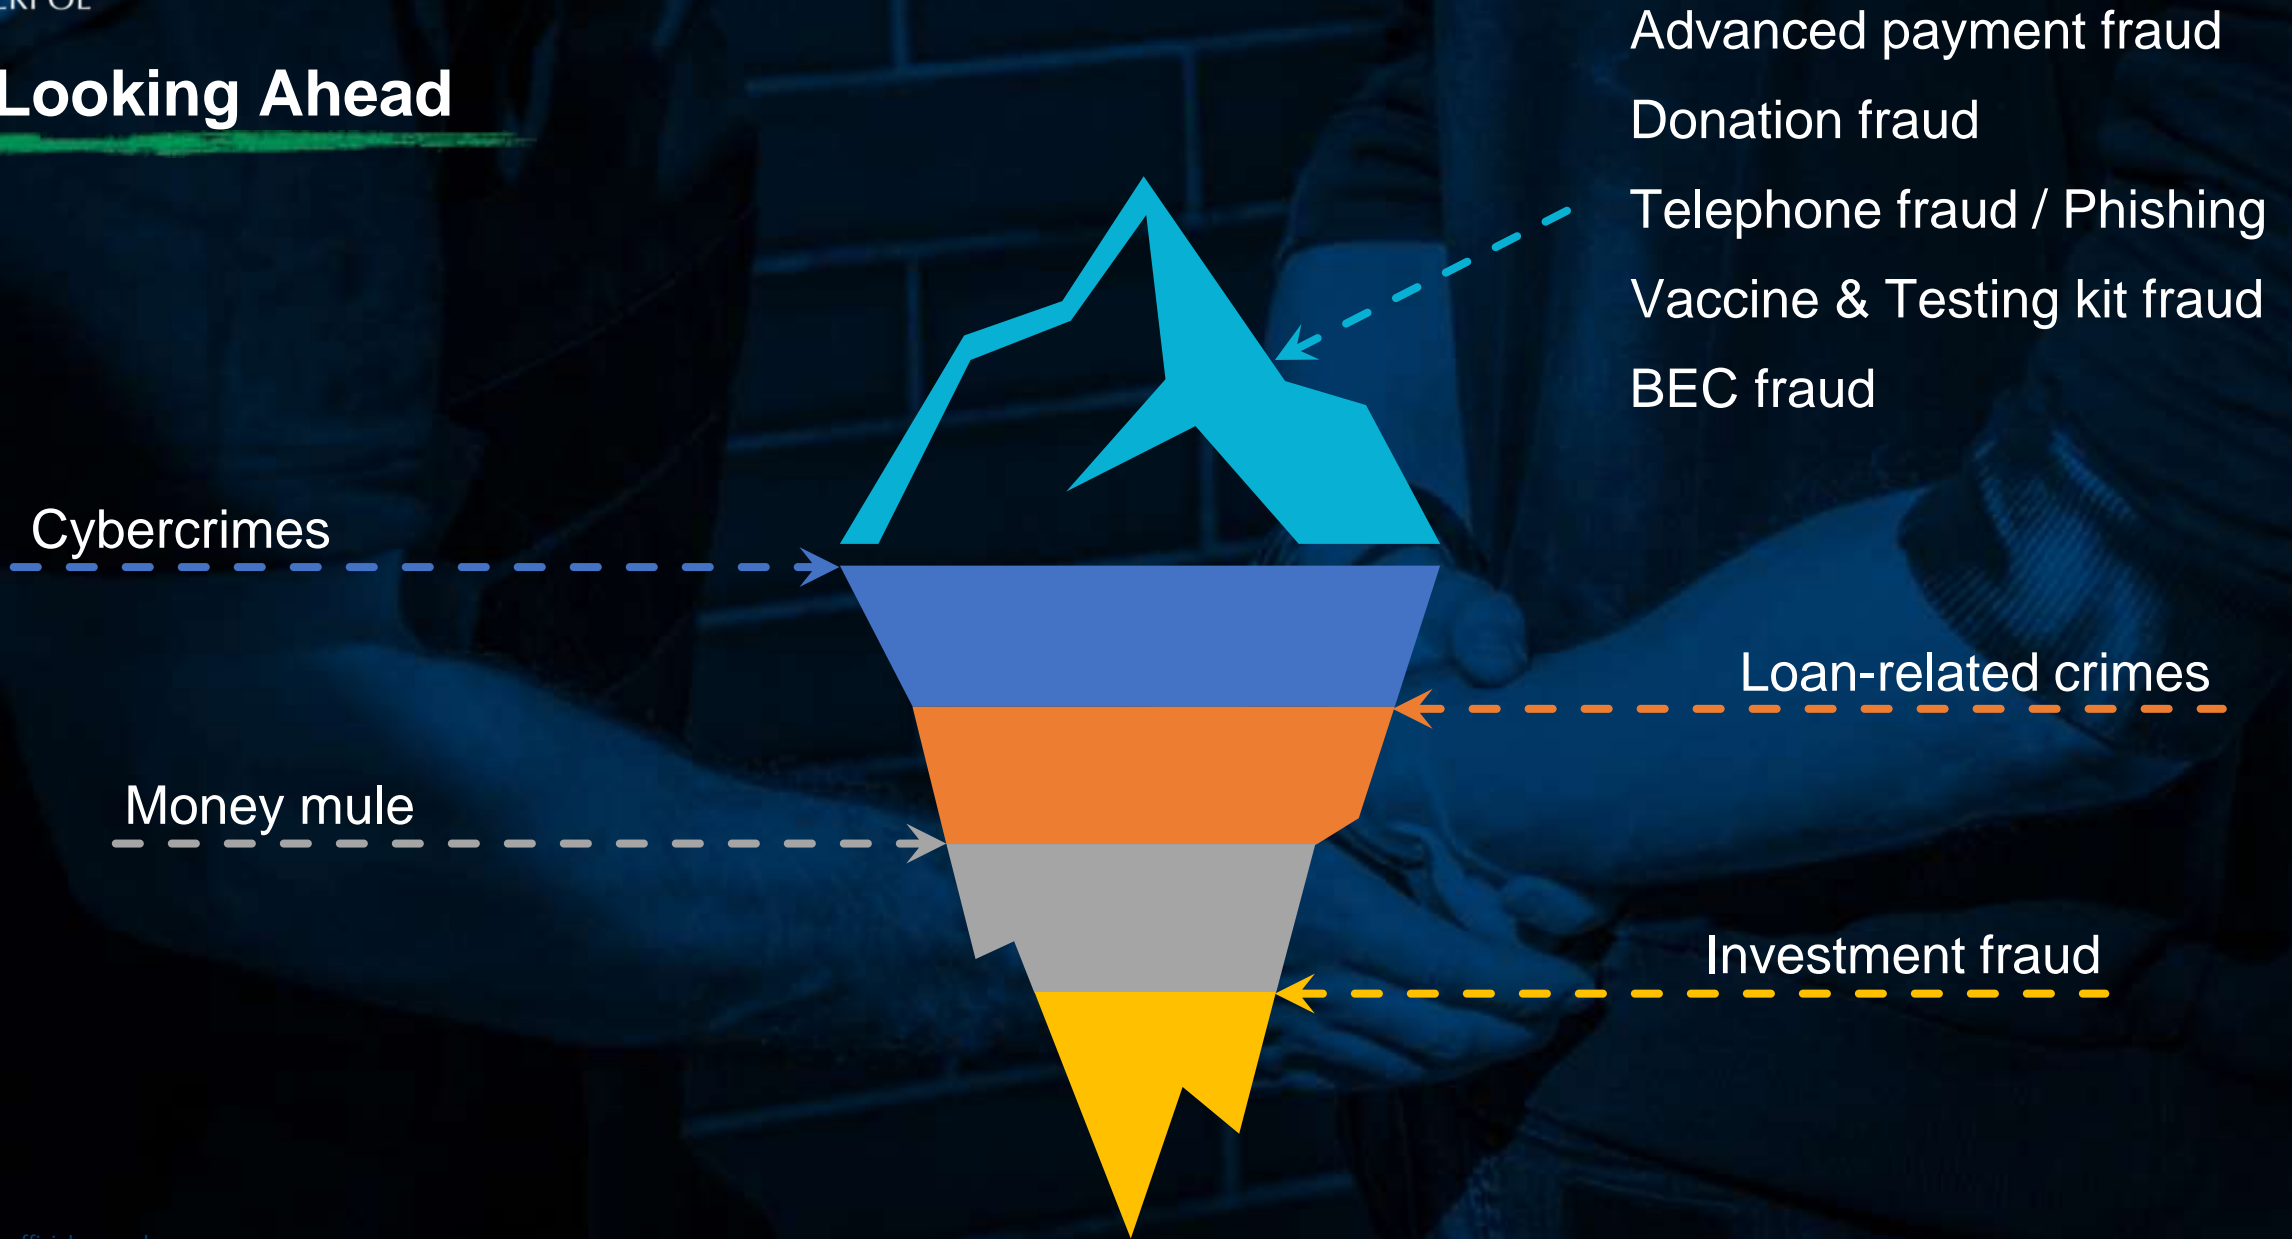 Looking Ahead
Advanced payment fraud
Donation fraud
Telephone fraud / Phishing
Vaccine & Testing kit fraud
BEC fraud
Cybercrimes
Loan-related crimes
Money mule
Investment fraud